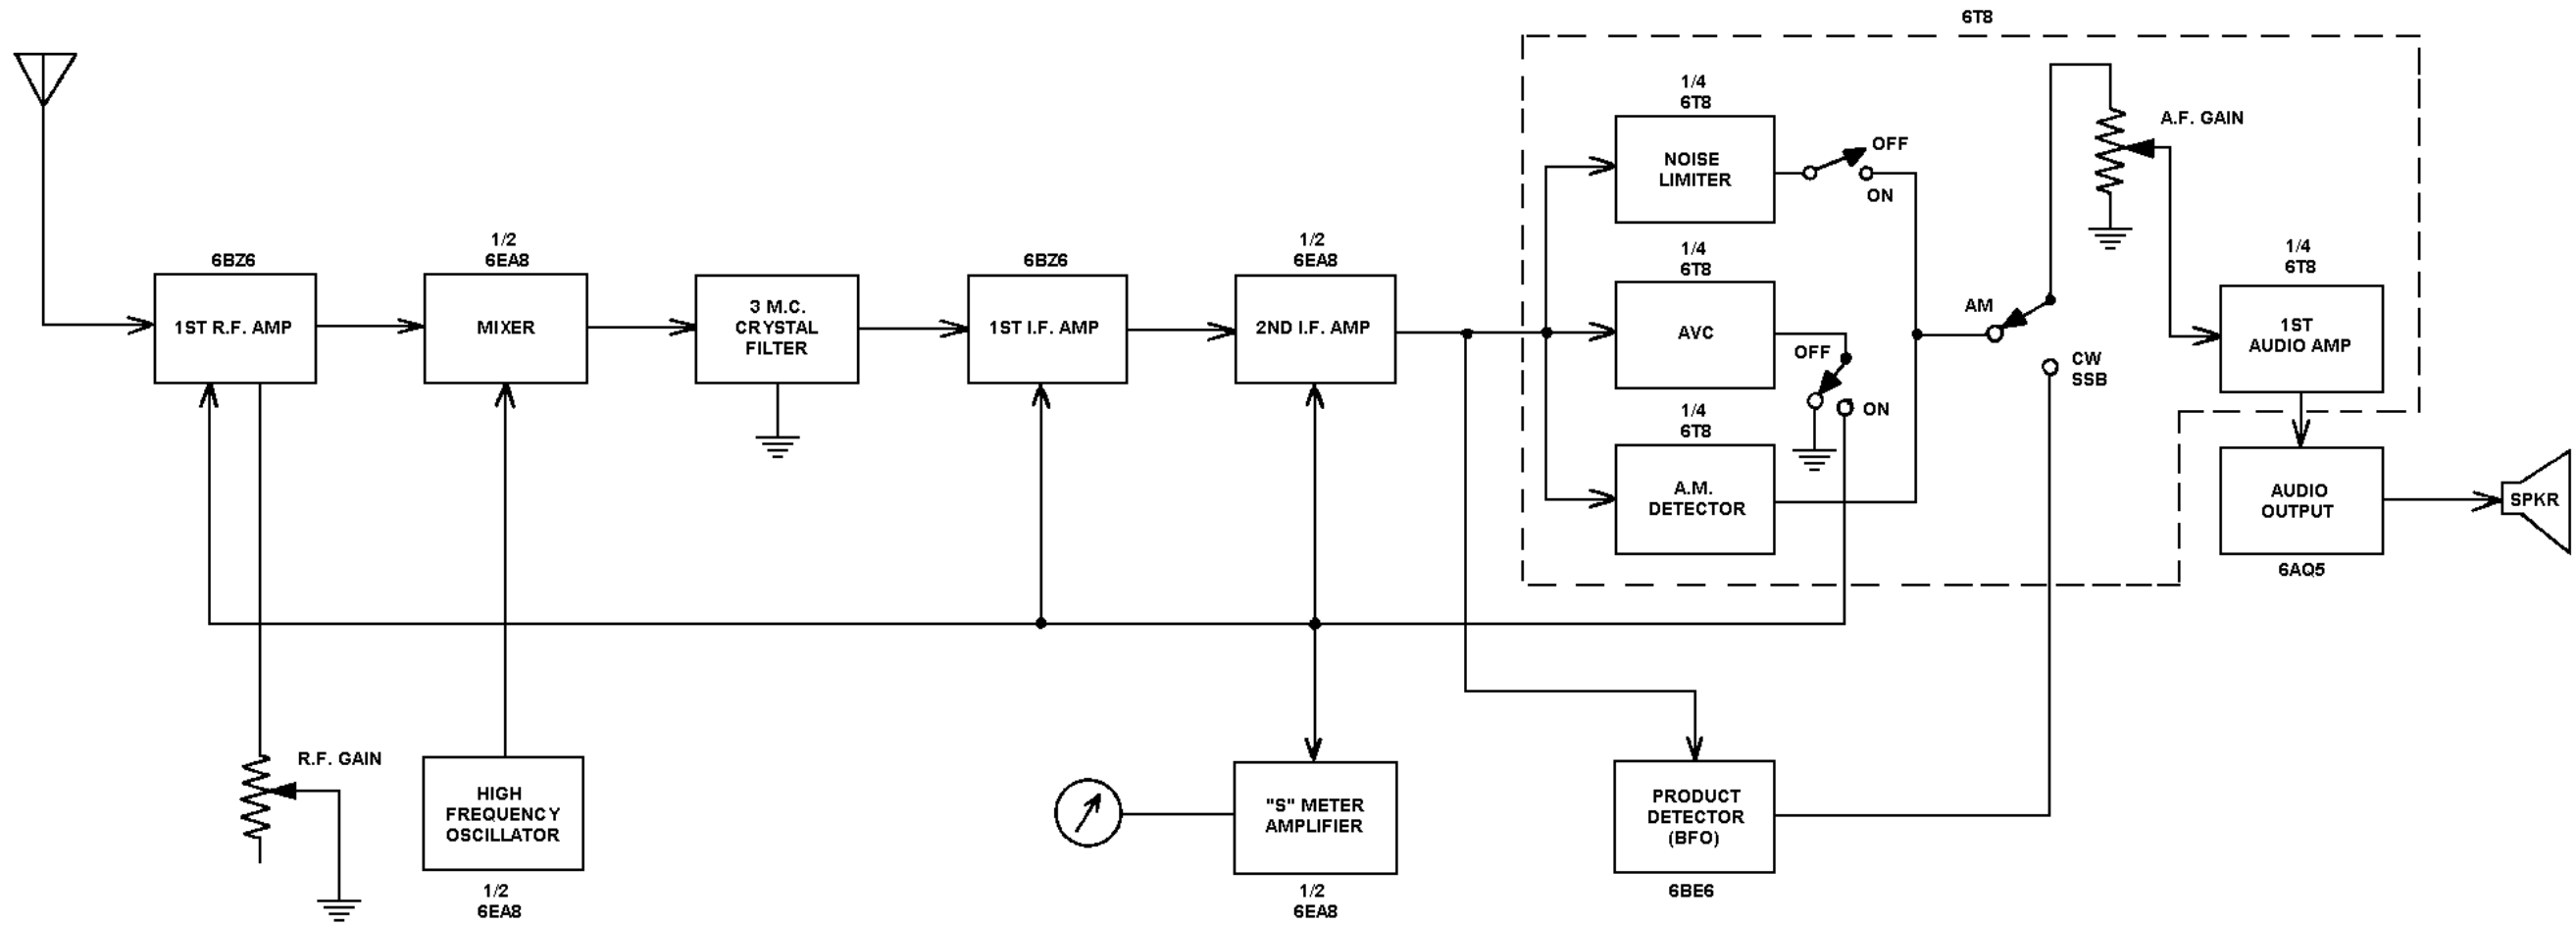 6T8
1/4
6T8
NOISE
LIMITER
OFF
ON
A.F. GAIN
6BZ6
1ST R.F. AMP
1/2
6EA8
MIXER
3 M.C.
CRYSTAL
FILTER
6BZ6
1ST I.F. AMP
1/2
6EA8
2ND I.F. AMP
1/4
6T8
AVC
OFF
ON
1/4
6T8
A.M.
DETECTOR
AM
CW
SSB
1/4
6T8
1ST
AUDIO AMP
AUDIO
OUTPUT
6AQ5
SPKR
R.F. GAIN
HIGH
FREQUENCY
OSCILLATOR
1/2
6EA8
"S" METER
AMPLIFIER
1/2
6EA8
PRODUCT
DETECTOR
(BFO)
6BE6